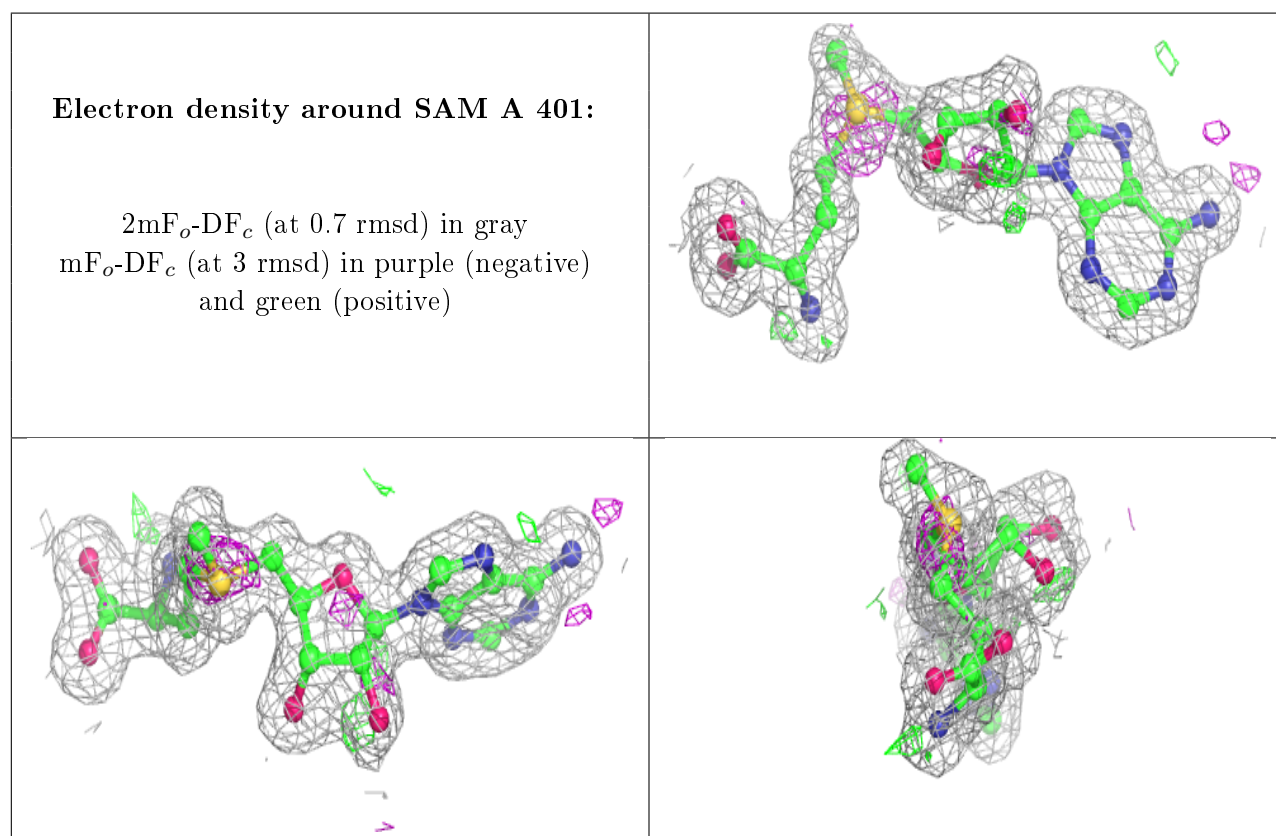 Electron density around SAM A 401:
2mFₒ-DF𝒸 (at 0.7 rmsd) in gray
mFₒ-DF𝒸 (at 3 rmsd) in purple (negative)
and green (positive)